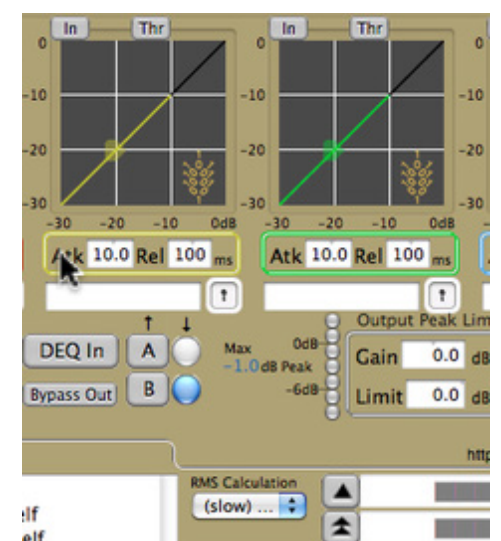 In Thr In Thr
0 0 0
-10 -10 -10
-20 -20 -20
-30 -30 -30
-30 -20 -10 0dB -30 -20 -10 0dB
Atk 10.0 Rel 100 ms Atk 10.0 Rel 100 ms
↑ ↑
↑ ↓ Output Peak Lim
DEQ In A Max 0dB Gain 0.0 dB
-1.0 dB Peak
Bypass Out B -6dB Limit 0.0 dB
http
RMS Calculation
(slow) ...
elf
elf